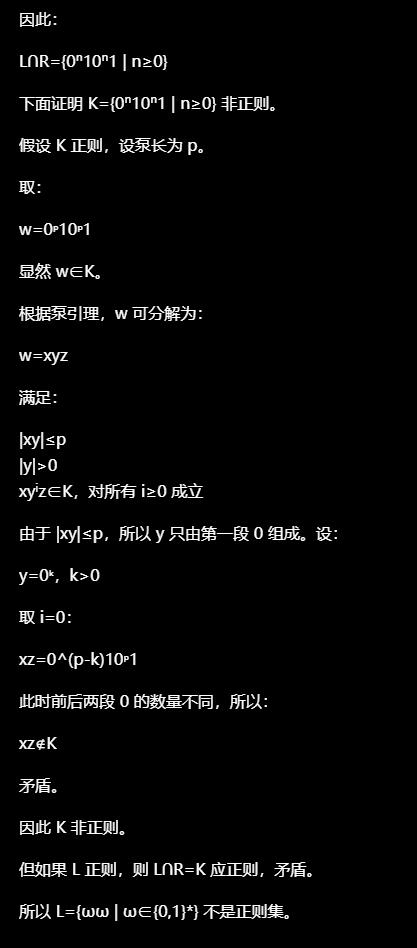 因此：
L∩R={0ⁿ10ⁿ1 | n≥0}
下面证明 K={0ⁿ10ⁿ1 | n≥0} 非正则。
假设 K 正则，设泵长为 p。
取：
w=0ᵖ10ᵖ1
显然 w∈K。
根据泵引理，w 可分解为：
w=xyz
满足：
|xy|≤p
|y|>0
xyⁱz∈K，对所有 i≥0 成立
由于 |xy|≤p，所以 y 只由第一段 0 组成。设：
y=0ᵏ，k>0
取 i=0：
xz=0^(p-k)10ᵖ1
此时前后两段 0 的数量不同，所以：
xz∉K
矛盾。
因此 K 非正则。
但如果 L 正则，则 L∩R=K 应正则，矛盾。
所以 L={ωω | ω∈{0,1}*} 不是正则集。